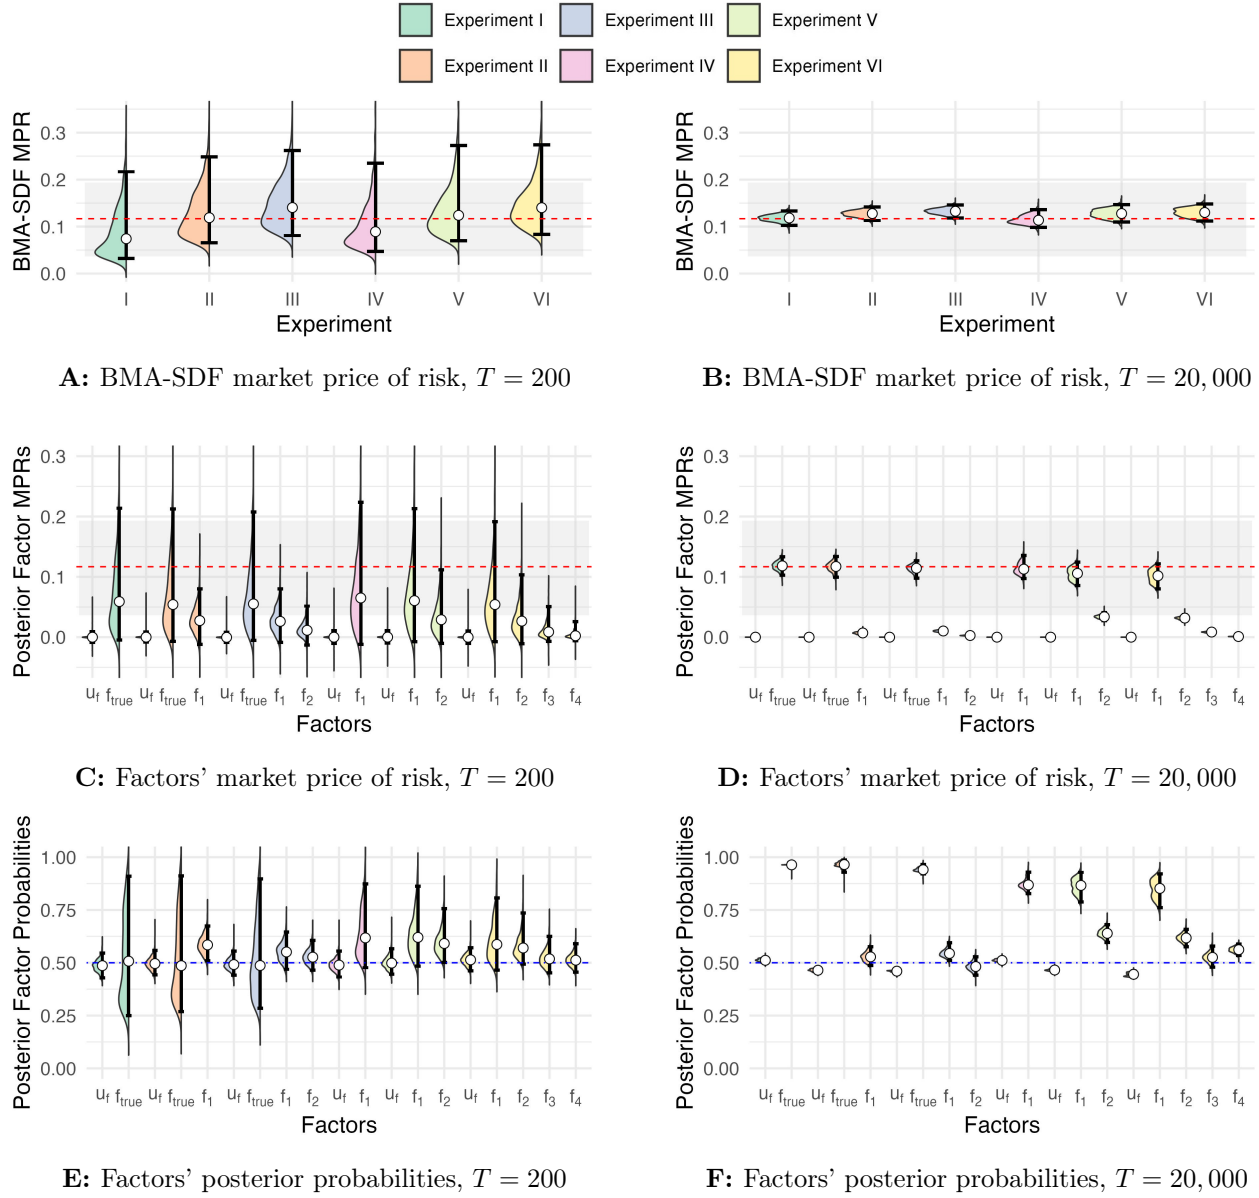 Experiment I
Experiment III
Experiment V
Experiment II
Experiment IV
Experiment VI
BMA-SDF MPR
0.3
0.2
0.1
0.0
I II III IV V VI
Experiment
A: BMA-SDF market price of risk, T = 200
BMA-SDF MPR
0.3
0.2
0.1
0.0
I II III IV V VI
Experiment
B: BMA-SDF market price of risk, T = 20,000
Posterior Factor MPRs
0.3
0.2
0.1
0.0
uf ftrue uf ftrue f1 uf ftrue f1 f2 uf f1 uf f1 f2 uf f1 f2 f3 f4
Factors
C: Factors' market price of risk, T = 200
Posterior Factor MPRs
0.3
0.2
0.1
0.0
uf ftrue uf ftrue f1 uf ftrue f1 f2 uf f1 uf f1 f2 uf f1 f2 f3 f4
Factors
D: Factors' market price of risk, T = 20,000
Posterior Factor Probabilities
1.00
0.75
0.50
0.25
0.00
uf ftrue uf ftrue f1 uf ftrue f1 f2 uf f1 uf f1 f2 uf f1 f2 f3 f4
Factors
E: Factors' posterior probabilities, T = 200
Posterior Factor Probabilities
1.00
0.75
0.50
0.25
0.00
uf ftrue uf ftrue f1 uf ftrue f1 f2 uf f1 uf f1 f2 uf f1 f2 f3 f4
Factors
F: Factors' posterior probabilities, T = 20,000